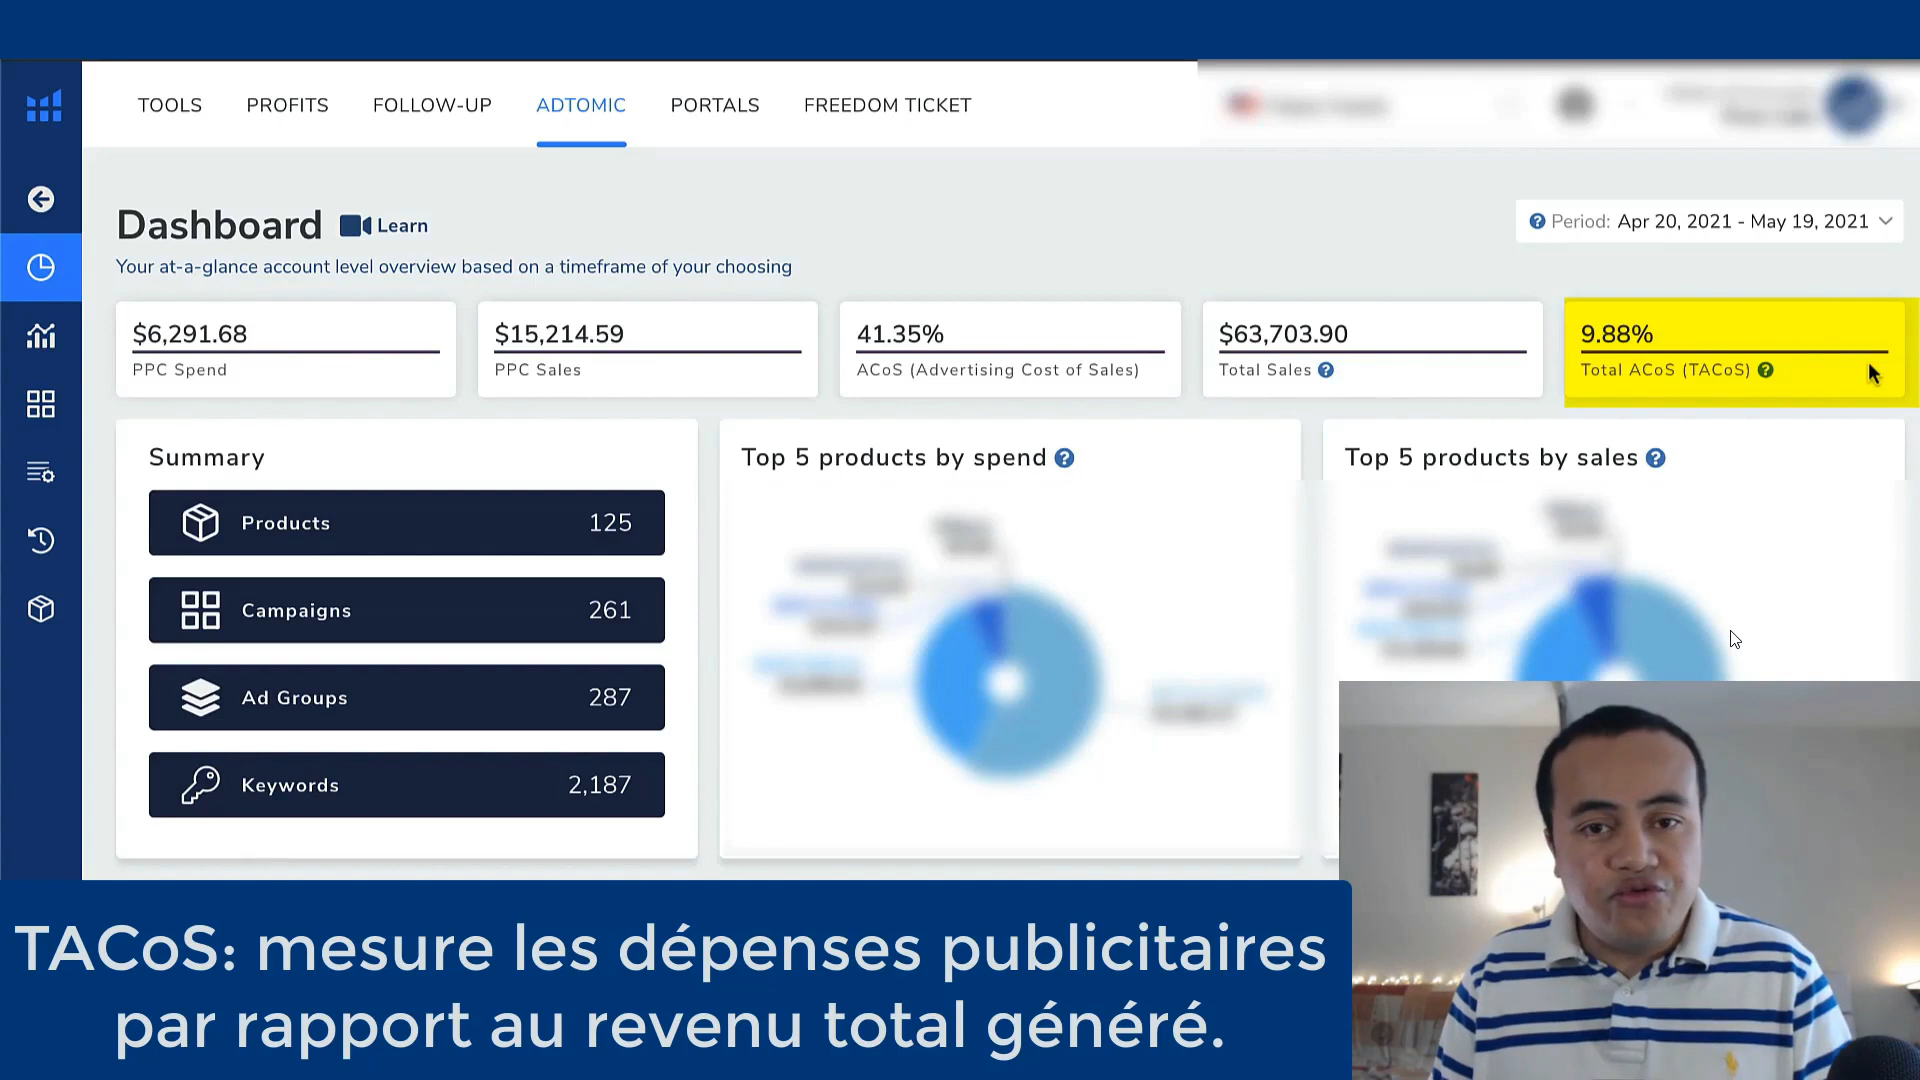 TOOLS PROFITS FOLLOW-UP ADTOMIC PORTALS FREEDOM TICKET
Dashboard Learn
Period: Apr 20, 2021 - May 19, 2021
Your at-a-glance account level overview based on a timeframe of your choosing
$6,291.68
PPC Spend
$15,214.59
PPC Sales
41.35%
ACoS (Advertising Cost of Sales)
$63,703.90
Total Sales ?
9.88%
Total ACoS (TACoS) ?
Summary
Products 125
Campaigns 261
Ad Groups 287
Keywords 2,187
Top 5 products by spend ?
Top 5 products by sales ?
TACoS: mesure les dépenses publicitaires
par rapport au revenu total généré.